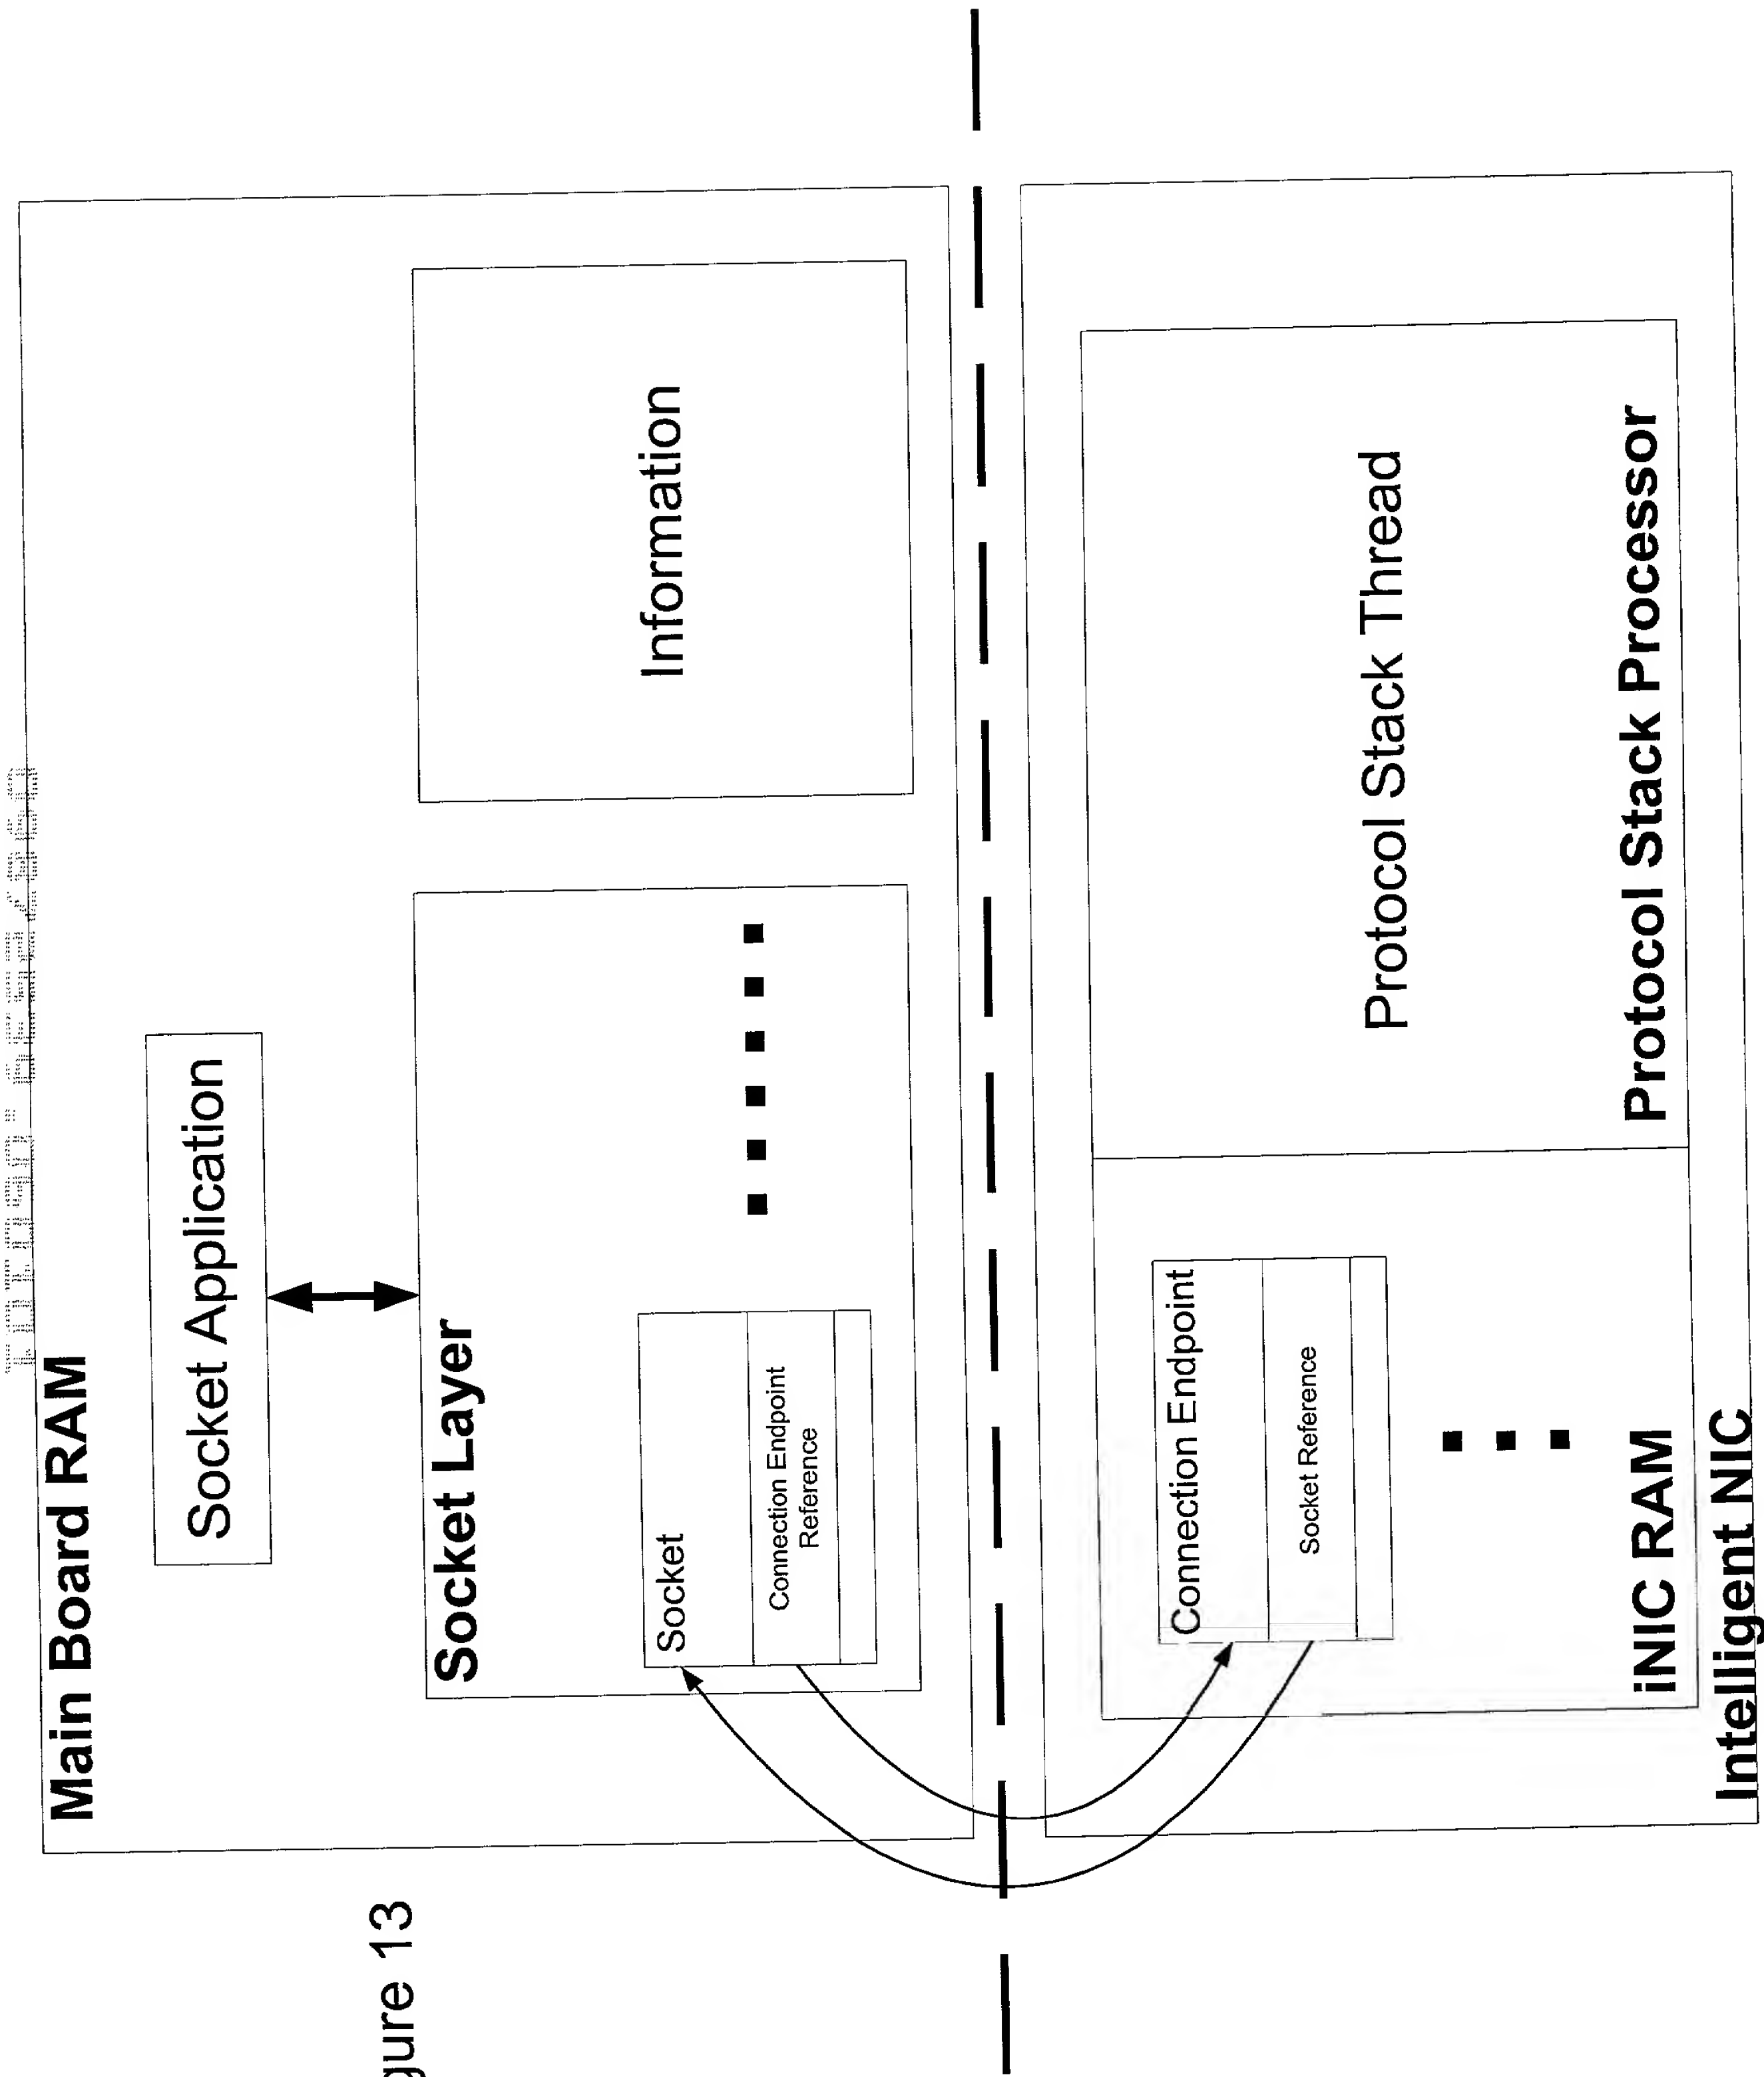 gure 13
Main Board RAM
Socket Application
Socket Layer
Socket
Connection Endpoint
Reference
Information
Connection Endpoint
Socket Reference
iNIC RAM
Protocol Stack Thread
Protocol Stack Processor
Intelligent NIC